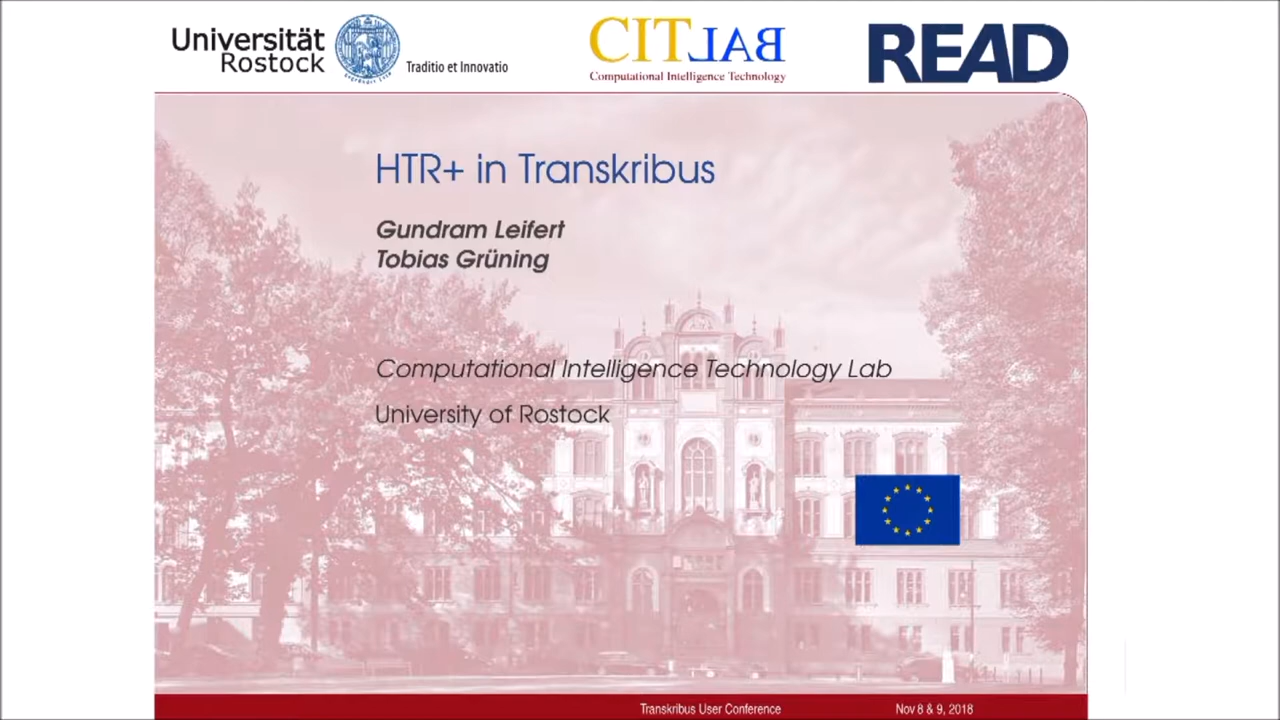 Universität
Rostock
Traditio et Innovatio
CITLAB
Computational Intelligence Technology
READ
HTR+ in Transkribus
Gundram Leifert
Tobias Grüning
Computational Intelligence Technology Lab
University of Rostock
Transkribus User Conference
Nov 8 & 9, 2018